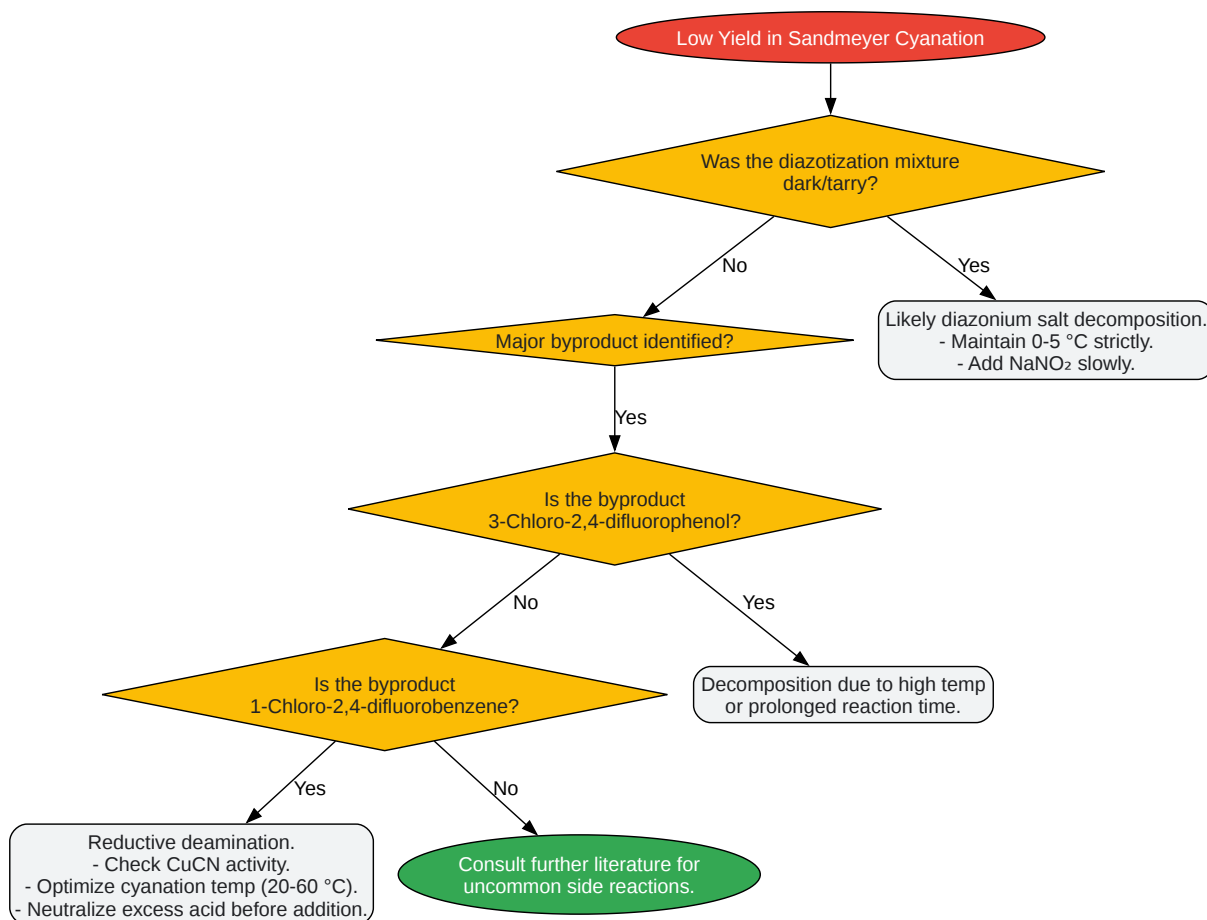 Low Yield in Sandmeyer Cyanation
Was the diazotization mixture
dark/tarry?
No
Yes
Major byproduct identified?
Likely diazonium salt decomposition.
- Maintain 0-5 °C strictly.
- Add NaNO₂ slowly.
Yes
Is the byproduct
3-Chloro-2,4-difluorophenol?
No
Yes
Is the byproduct
1-Chloro-2,4-difluorobenzene?
Decomposition due to high temp
or prolonged reaction time.
Yes
No
Reductive deamination.
- Check CuCN activity.
- Optimize cyanation temp (20-60 °C).
- Neutralize excess acid before addition.
Consult further literature for
uncommon side reactions.